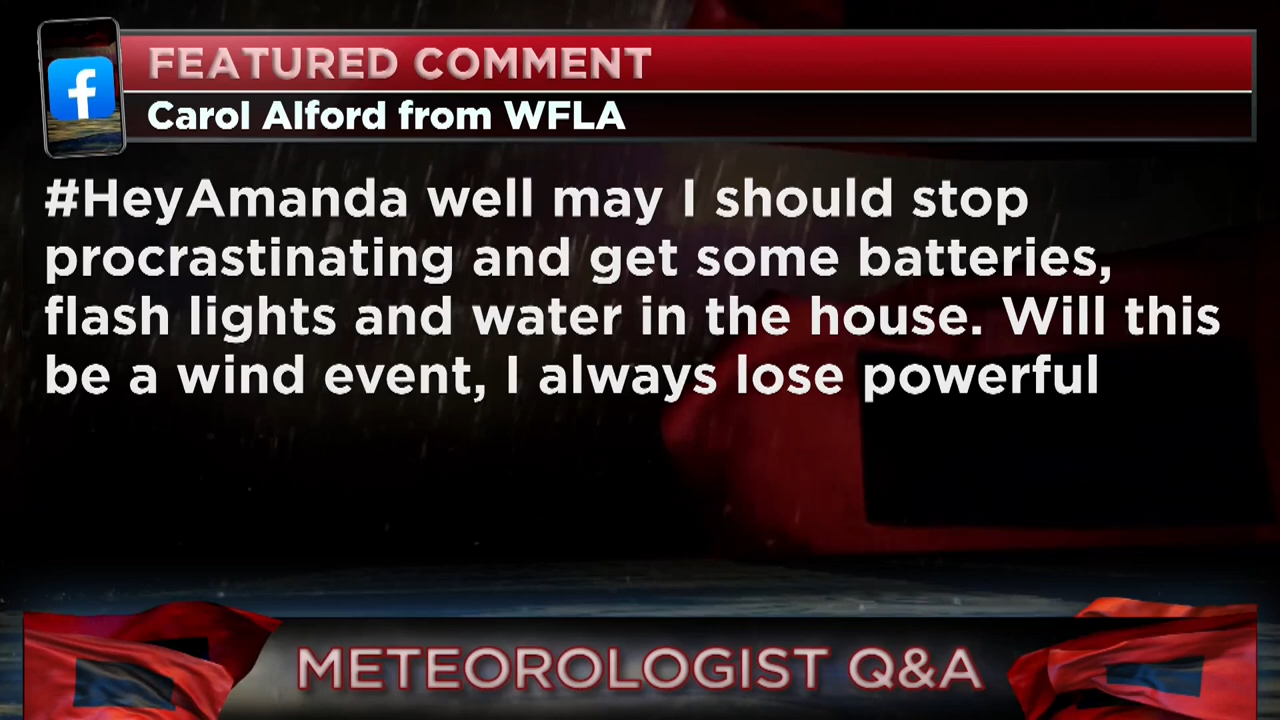 FEATURED COMMENT
Carol Alford from WFLA
#HeyAmanda well may I should stop
procrastinating and get some batteries,
flash lights and water in the house. Will this
be a wind event, I always lose powerful
METEOROLOGIST Q&A